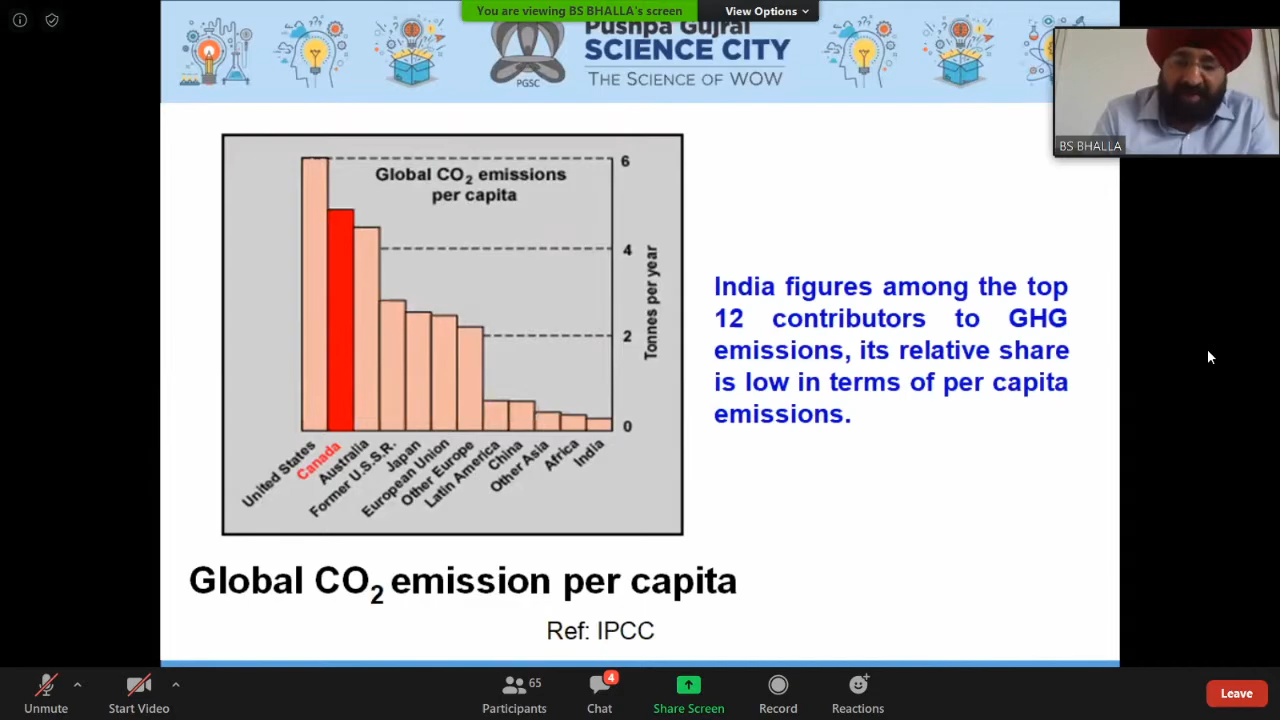 You are viewing BS BHALLA's screen
View Options
Pushpa Gujral
SCIENCE CITY
THE SCIENCE OF WOW
PGSC
BS BHALLA
Global CO2 emissions
per capita
6
4
2
0
Tonnes per year
United States
Canada
Australia
Former U.S.S.R.
Japan
European Union
Other Europe
Latin America
China
Other Asia
Africa
India
India figures among the top
12 contributors to GHG
emissions, its relative share
is low in terms of per capita
emissions.
Global CO2 emission per capita
Ref: IPCC
Unmute
Start Video
65
Participants
4
Chat
Share Screen
Record
Reactions
Leave